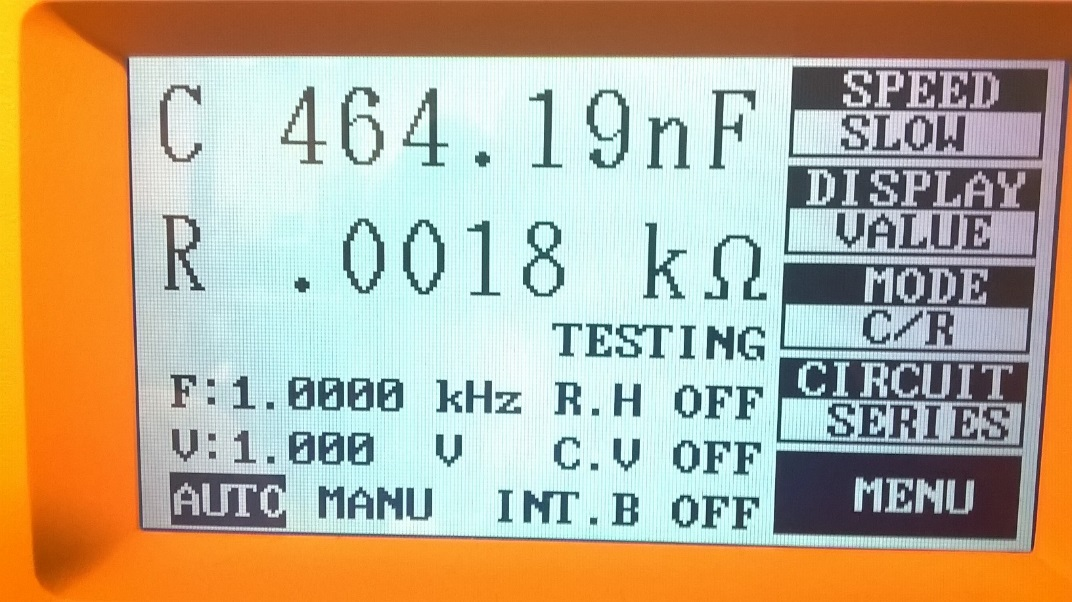 C 464.19nF
R .0018 kΩ
TESTING
F:1.0000 kHz R.H OFF
V:1.000 V C.V OFF
AUTO MANU INT.B OFF
SPEED
SLOW
DISPLAY
VALUE
MODE
C/R
CIRCUIT
SERIES
MENU